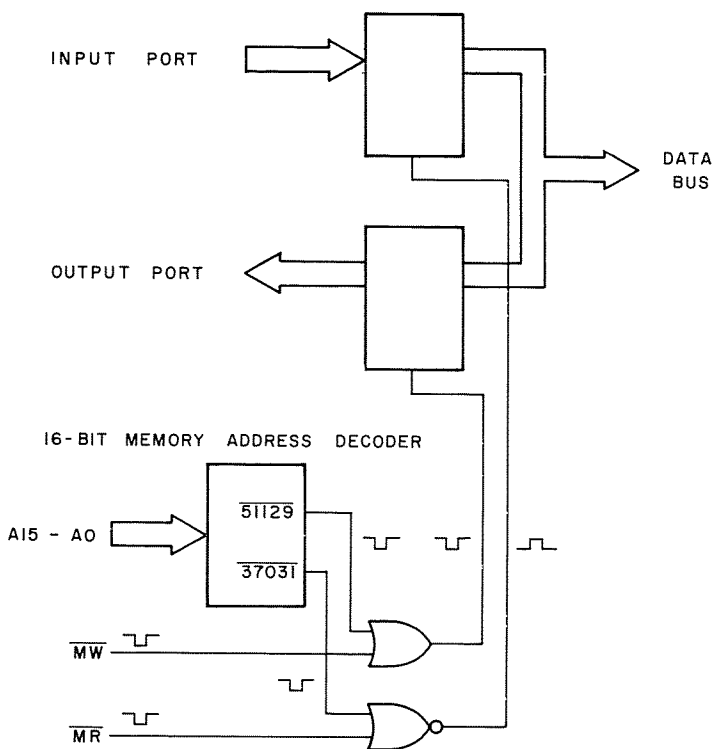 INPUT PORT
DATA
BUS
OUTPUT PORT
16-BIT MEMORY ADDRESS DECODER
51129
A15 - A0
37031
MW
MR